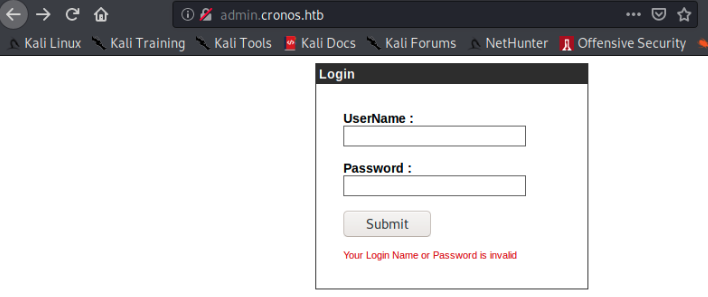 admin.cronos.htb
Kali Linux Kali Training Kali Tools Kali Docs Kali Forums NetHunter Offensive Security
Login
UserName :
Password :
Submit
Your Login Name or Password is invalid